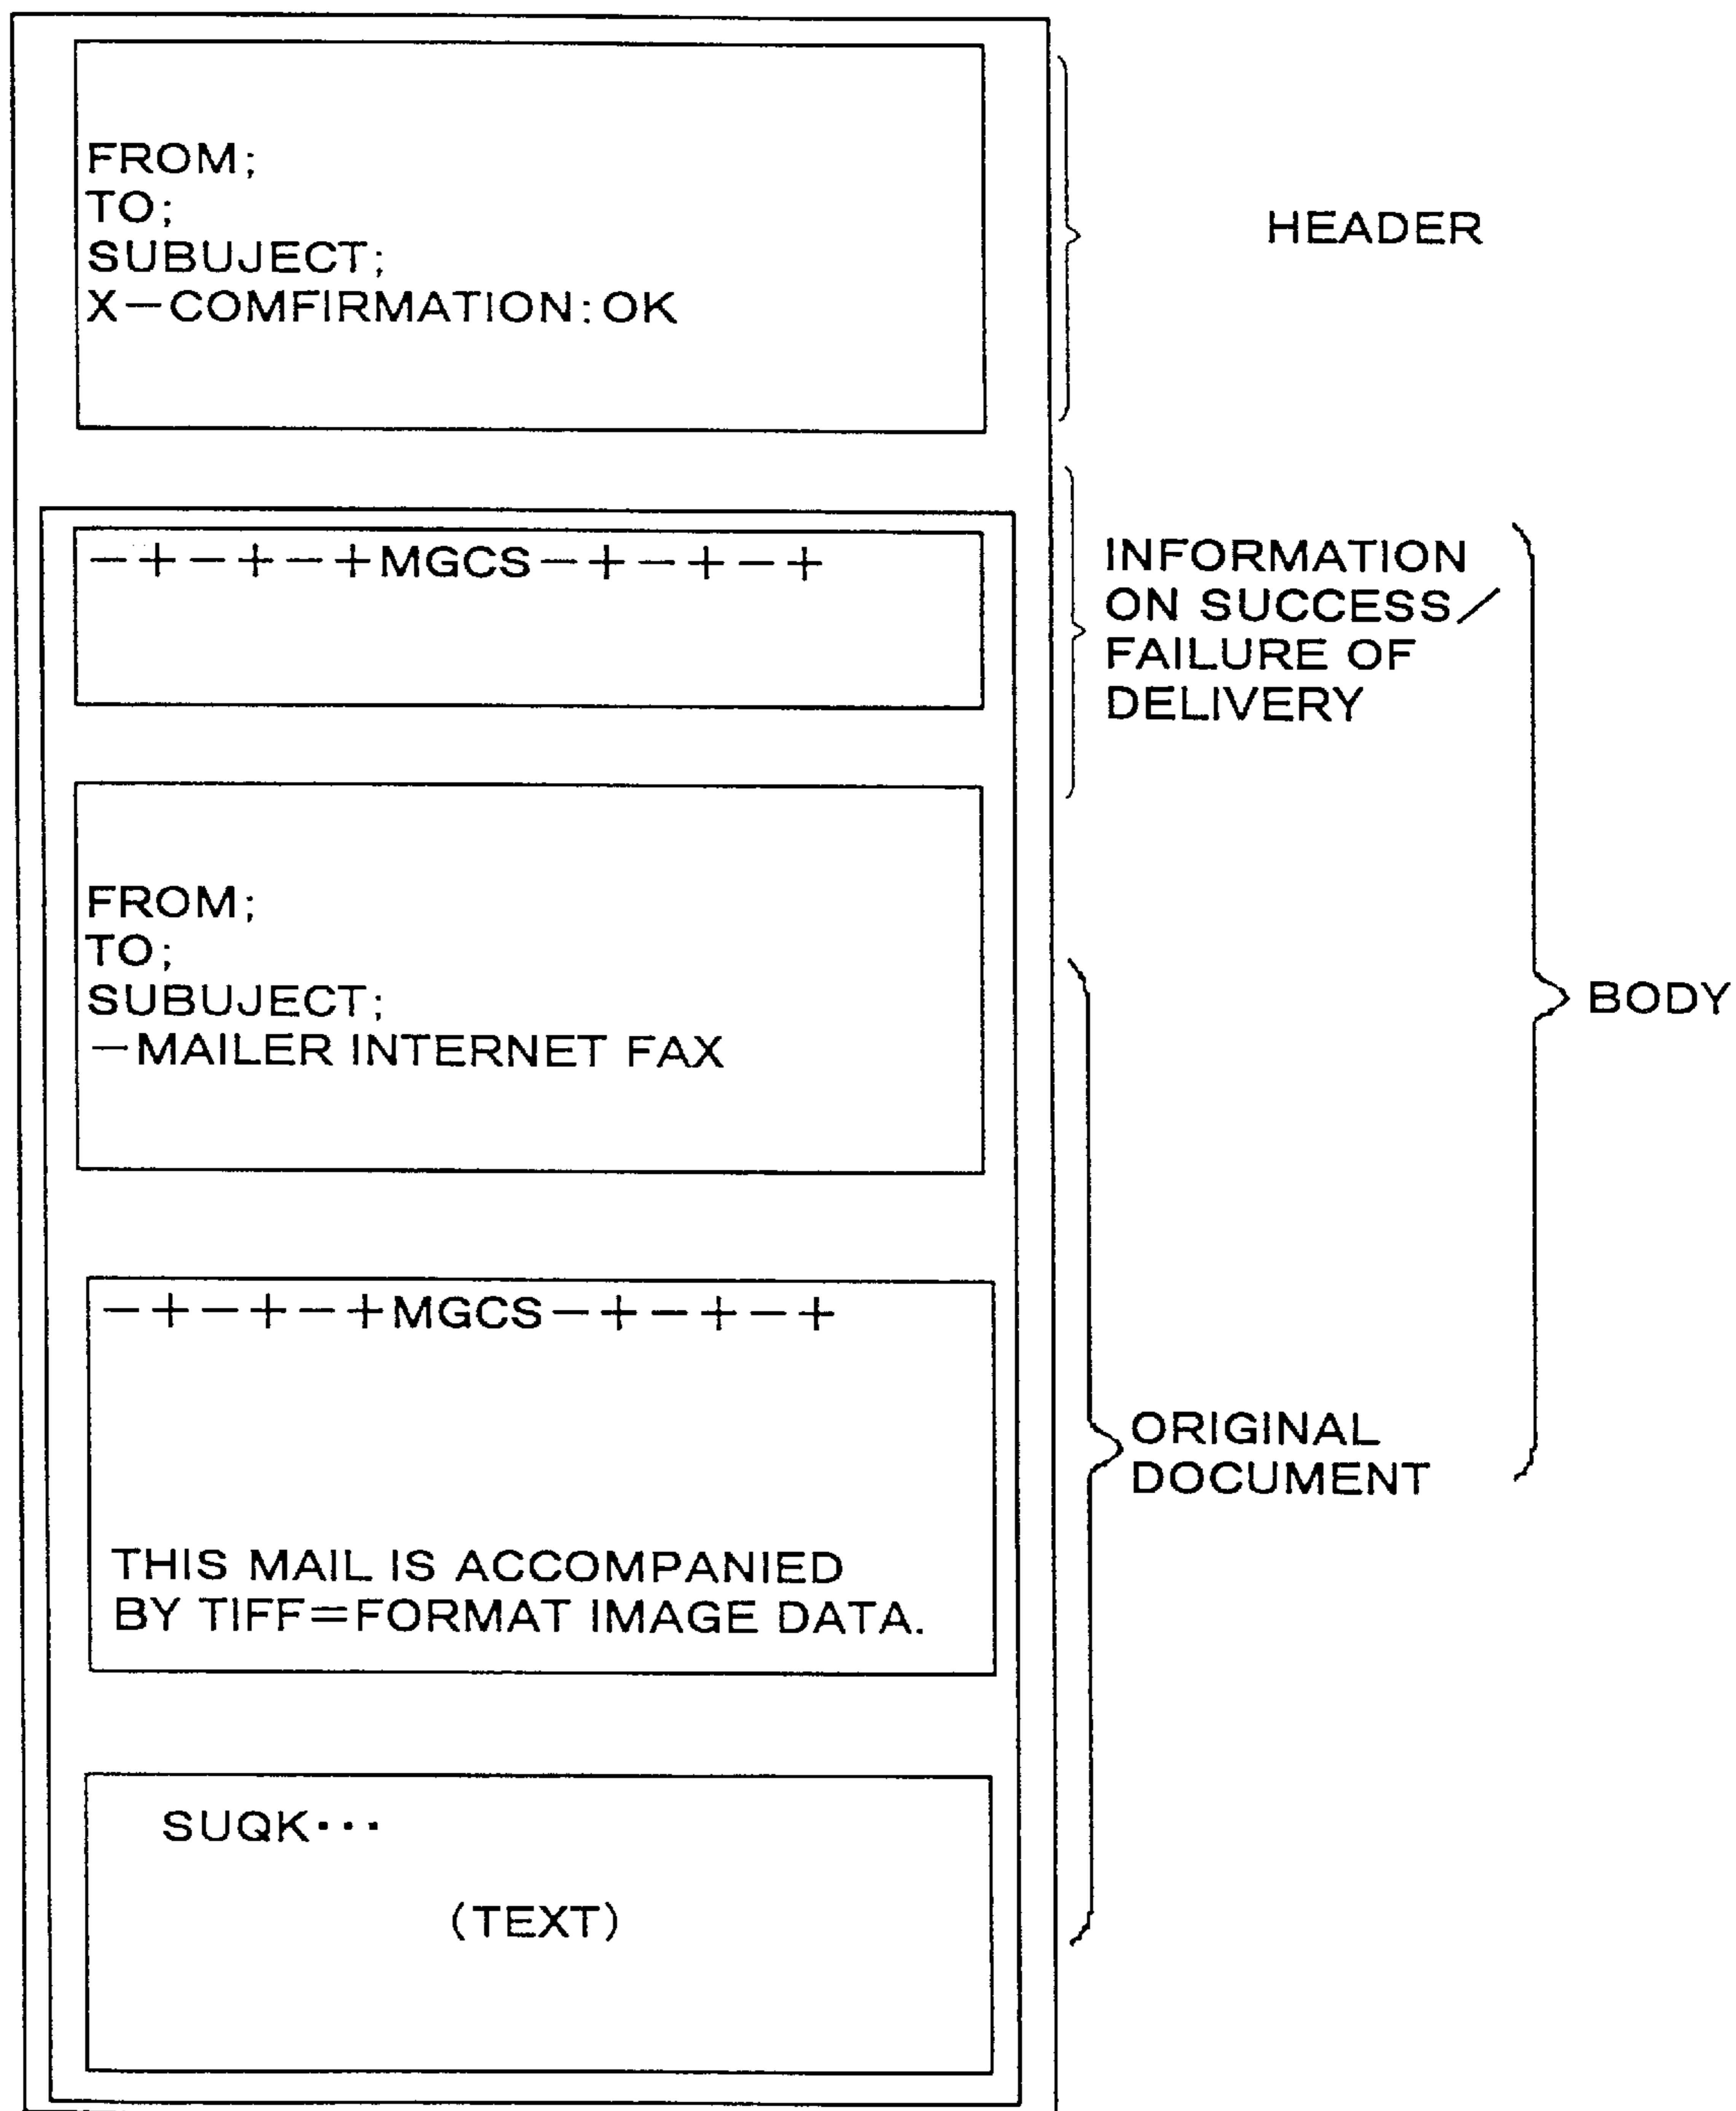 FROM;
TO;
SUBUJECT;
X-COMFIRMATION:OK
HEADER
-+-+-+MGCS-+-+-+
INFORMATION
ON SUCCESS/
FAILURE OF
DELIVERY
FROM;
TO;
SUBUJECT;
-MAILER INTERNET FAX
BODY
-+-+-+MGCS-+-+-+
THIS MAIL IS ACCOMPANIED
BY TIFF=FORMAT IMAGE DATA.
ORIGINAL
DOCUMENT
SUQK···
(TEXT)